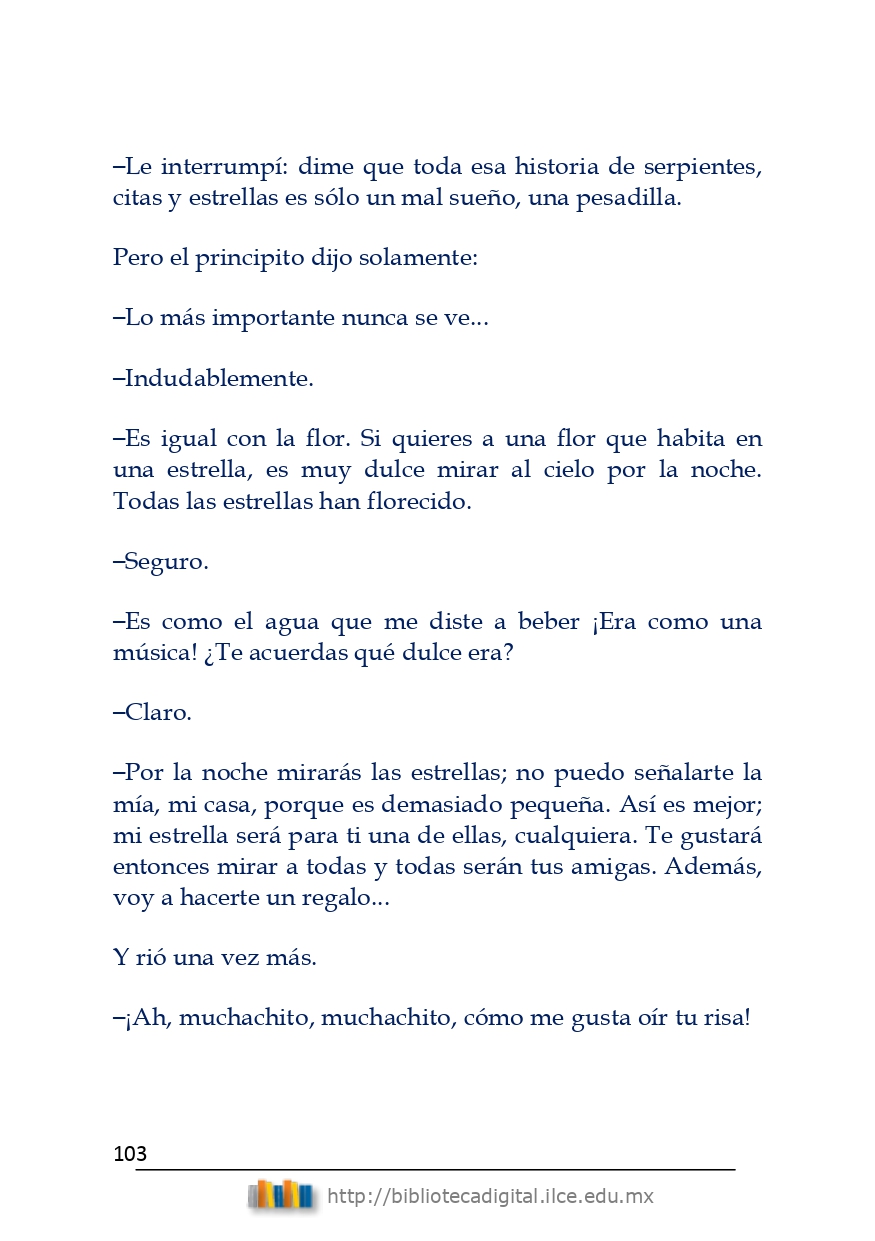 –Le interrumpí: dime que toda esa historia de serpientes,
citas y estrellas es sólo un mal sueño, una pesadilla.
Pero el principito dijo solamente:
–Lo más importante nunca se ve...
–Indudablemente.
–Es igual con la flor. Si quieres a una flor que habita en
una estrella, es muy dulce mirar al cielo por la noche.
Todas las estrellas han florecido.
–Seguro.
–Es como el agua que me diste a beber ¡Era como una
música! ¿Te acuerdas qué dulce era?
–Claro.
–Por la noche mirarás las estrellas; no puedo señalarte la
mía, mi casa, porque es demasiado pequeña. Así es mejor;
mi estrella será para ti una de ellas, cualquiera. Te gustará
entonces mirar a todas y todas serán tus amigas. Además,
voy a hacerte un regalo...
Y rió una vez más.
–¡Ah, muchachito, muchachito, cómo me gusta oír tu risa!
103
http://bibliotecadigital.ilce.edu.mx